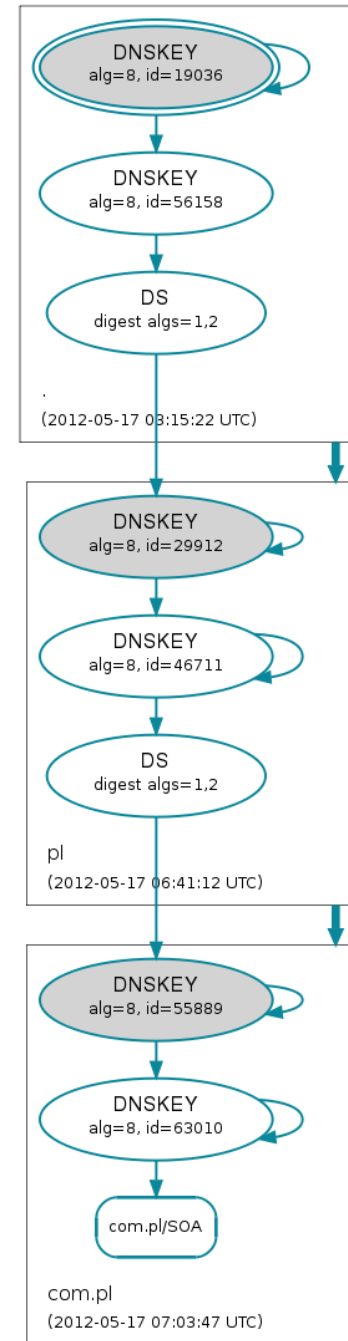 DNSKEY
alg=8, id=19036
DNSKEY
alg=8, id=56158
DS
digest algs=1,2
.
(2012-05-17 03:15:22 UTC)
DNSKEY
alg=8, id=29912
DNSKEY
alg=8, id=46711
DS
digest algs=1,2
pl
(2012-05-17 06:41:12 UTC)
DNSKEY
alg=8, id=55889
DNSKEY
alg=8, id=63010
com.pl/SOA
com.pl
(2012-05-17 07:03:47 UTC)